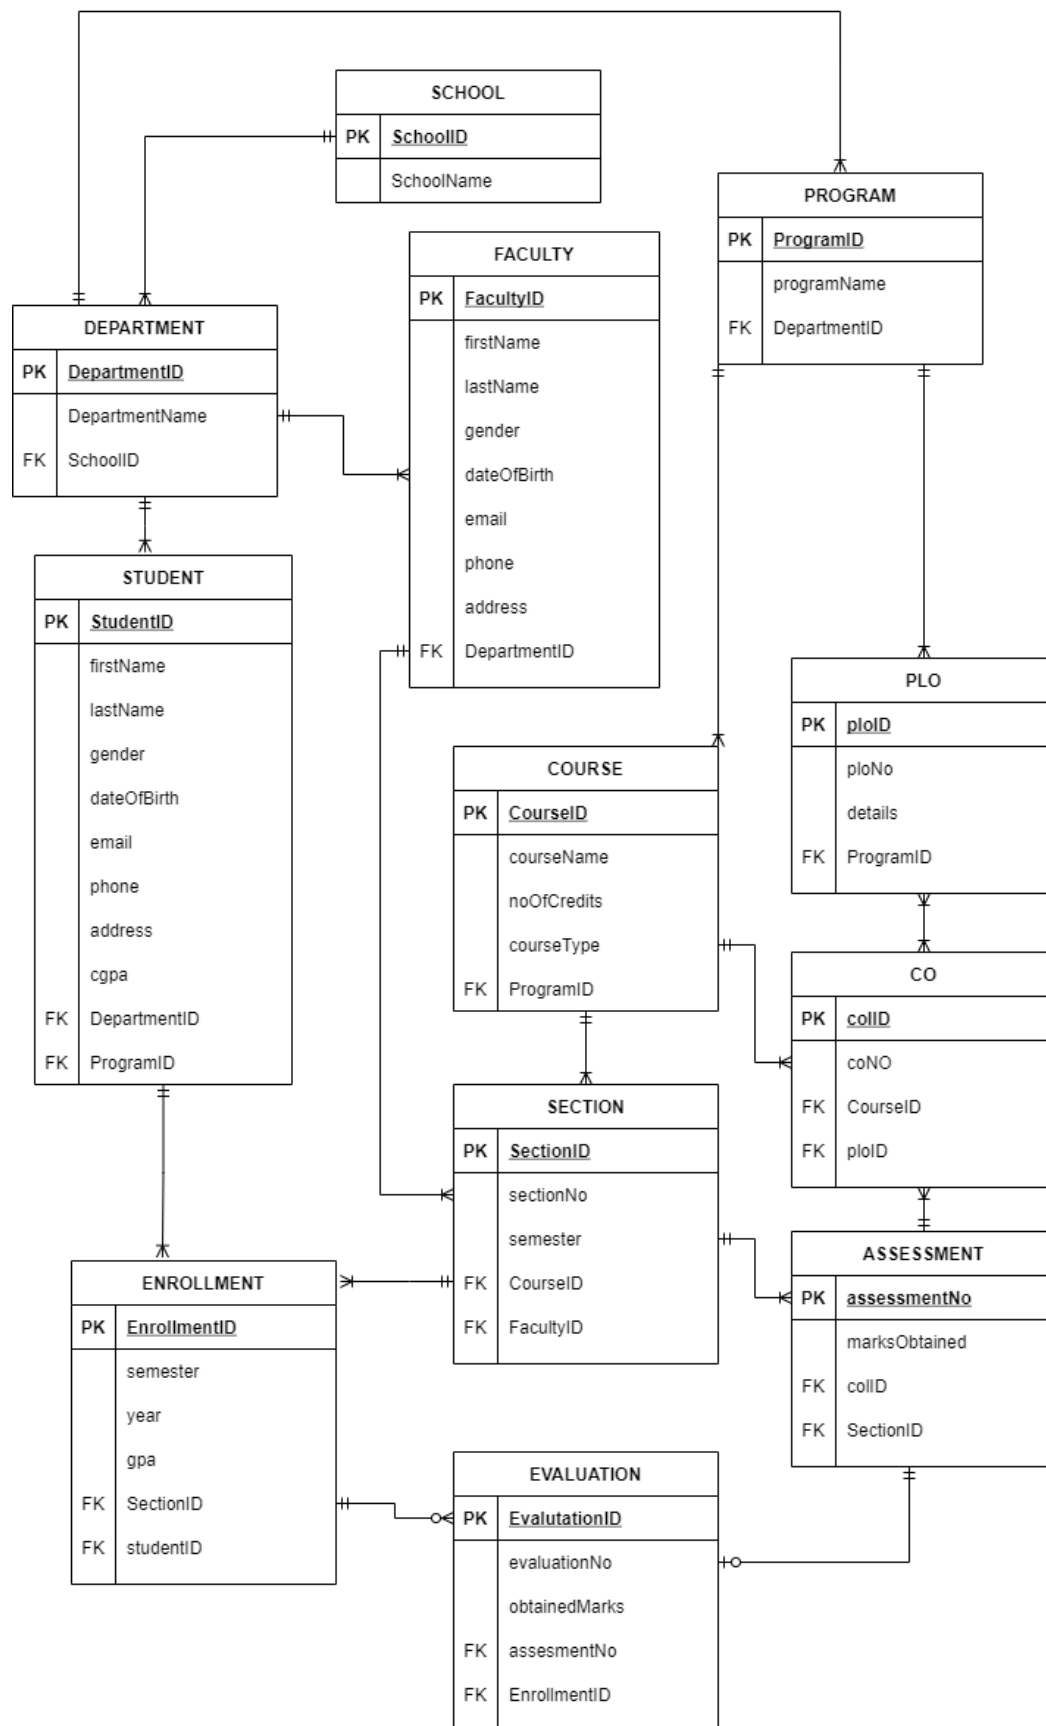 SCHOOL
PK SchoolID
SchoolName
PROGRAM
PK ProgramID
programName
FK DepartmentID
FACULTY
PK FacultyID
firstName
lastName
gender
dateOfBirth
email
phone
address
FK DepartmentID
DEPARTMENT
PK DepartmentID
DepartmentName
FK SchoolID
STUDENT
PK StudentID
firstName
lastName
gender
dateOfBirth
email
phone
address
cgpa
FK DepartmentID
FK ProgramID
PLO
PK ploID
ploNo
details
FK ProgramID
COURSE
PK CourseID
courseName
noOfCredits
courseType
FK ProgramID
CO
PK colID
coNO
FK CourseID
FK ploID
SECTION
PK SectionID
sectionNo
semester
FK CourseID
FK FacultyID
ASSESSMENT
PK assessmentNo
marksObtained
FK colID
FK SectionID
ENROLLMENT
PK EnrollmentID
semester
year
gpa
FK SectionID
FK studentID
EVALUATION
PK EvalutationID
evaluationNo
obtainedMarks
FK assesmentNo
FK EnrollmentID